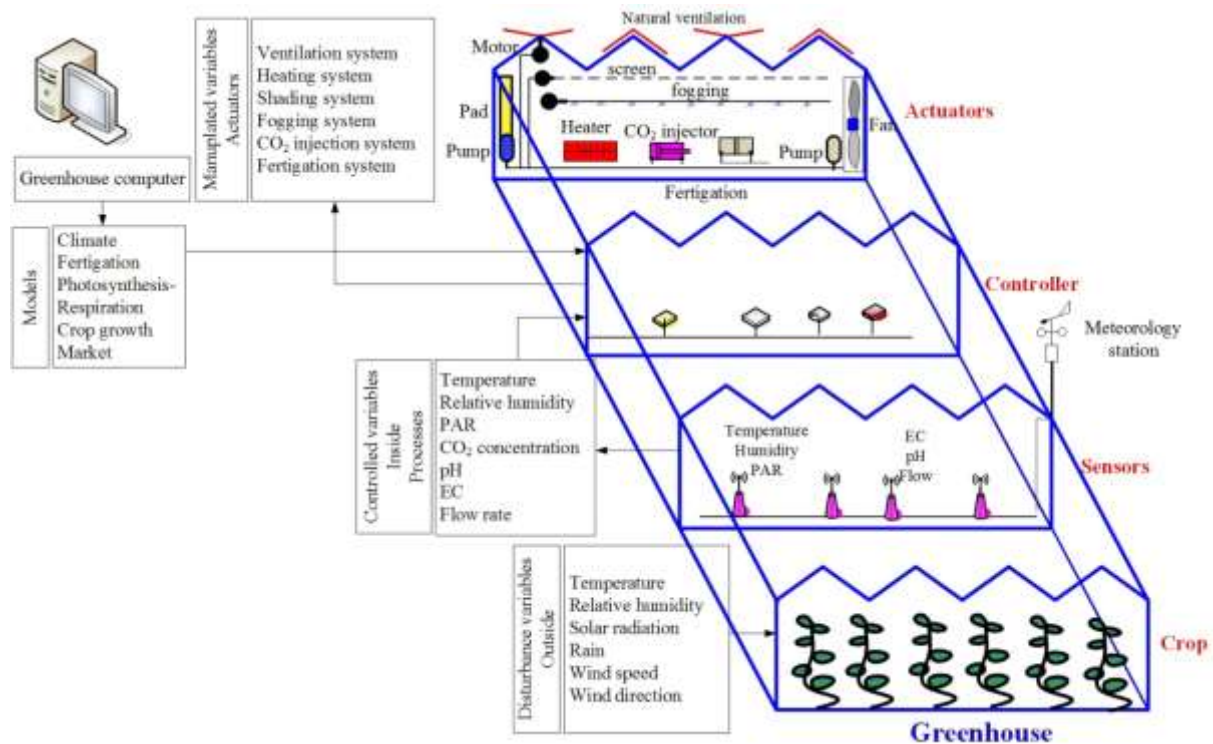 Greenhouse computer
Manuplated variables
Actuators
Ventilation system
Heating system
Shading system
Fogging system
CO₂ injection system
Fertigation system
Models
Climate
Fertigation
Photosynthesis-
Respiration
Crop growth
Market
Controlled variables
Inside
Processes
Temperature
Relative humidity
PAR
CO₂ concentration
pH
EC
Flow rate
Disturbance variables
Outside
Temperature
Relative humidity
Solar radiation
Rain
Wind speed
Wind direction
Natural ventilation
Motor
screen
fogging
Pad
Pump
Heater
CO₂ injector
Pump
Fan
Fertigation
Actuators
Controller
Meteorology
station
Temperature
Humidity
PAR
EC
pH
Flow
Sensors
Crop
Greenhouse